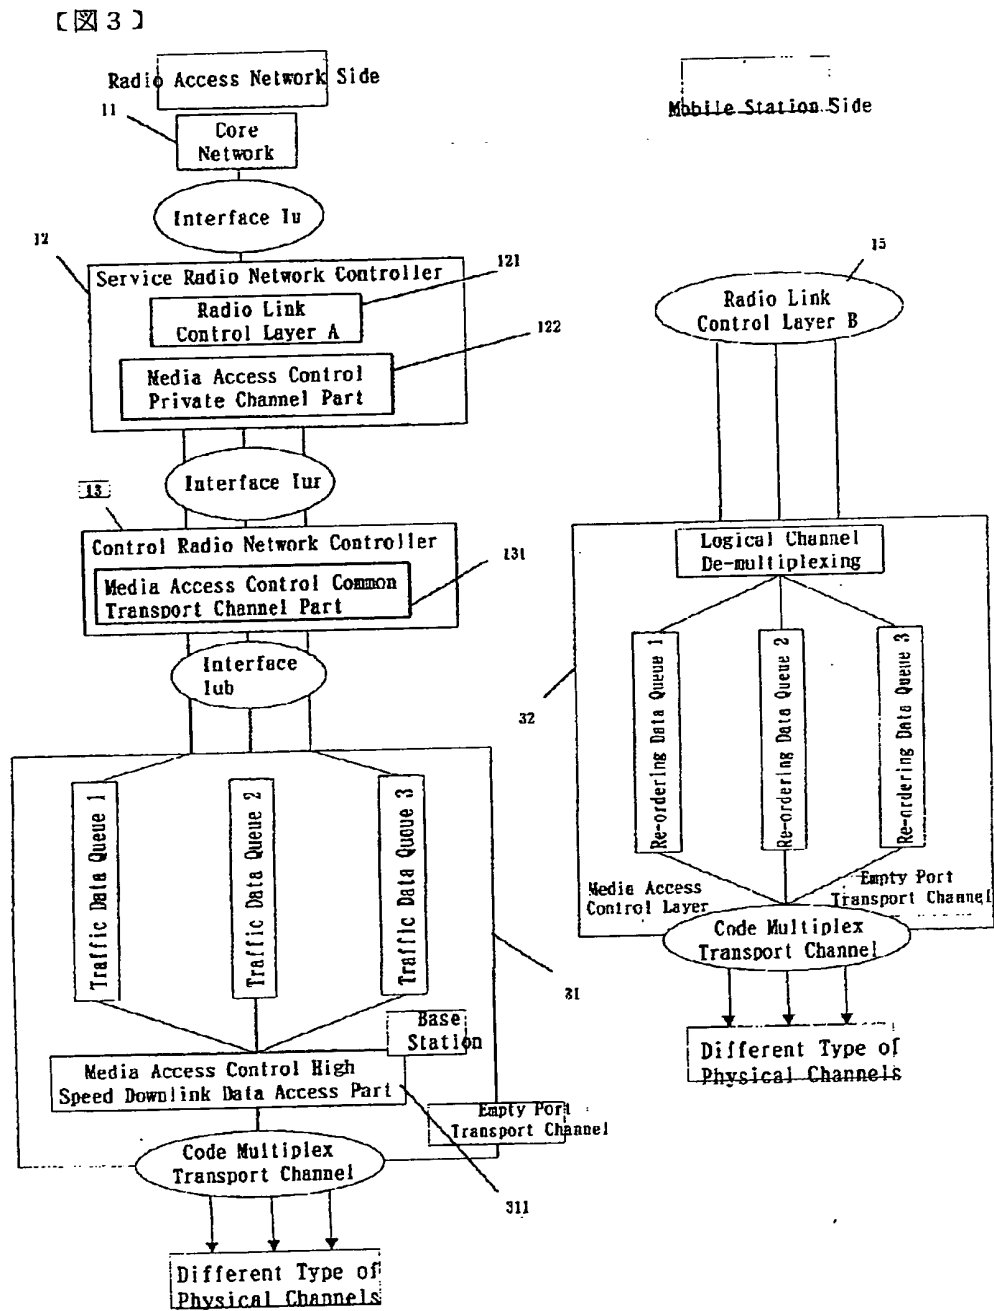 〔図3〕
Radio Access Network Side
11
Core
Network
Interface Iu
12
Service Radio Network Controller
121
Radio Link
Control Layer A
122
Media Access Control
Private Channel Part
Interface Iur
13
Control Radio Network Controller
131
Media Access Control Common
Transport Channel Part
Interface
Iub
Traffic Data Queue 1
Traffic Data Queue 2
Traffic Data Queue 3
31
Base
Station
Media Access Control High
Speed Downlink Data Access Part
Empty Port
Transport Channel
Code Multiplex
Transport Channel
311
Different Type of
Physical Channels
Mobile Station Side
15
Radio Link
Control Layer B
Logical Channel
De-multiplexing
32
Re-ordering Data Queue 1
Re-ordering Data Queue 2
Re-ordering Data Queue 3
Media Access
Control Layer
Empty Port
Transport Channel
Code Multiplex
Transport Channel
Different Type of
Physical Channels